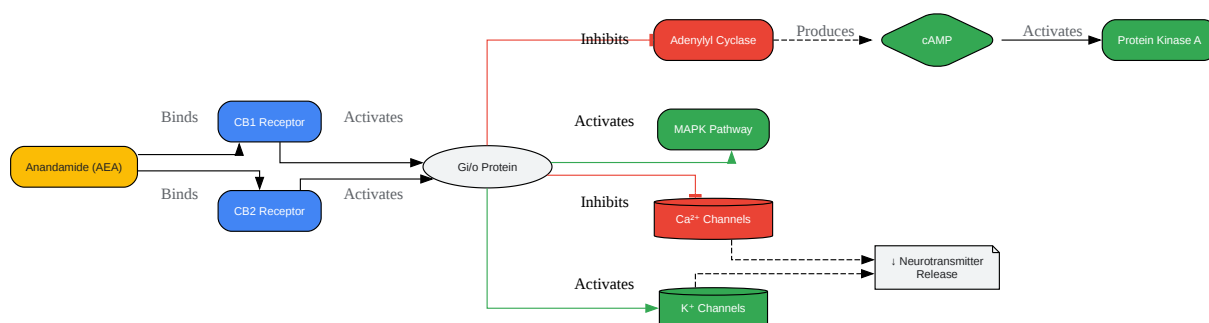 Inhibits
Adenylyl Cyclase
Produces
cAMP
Activates
Protein Kinase A
Binds
CB1 Receptor
Activates
Activates
MAPK Pathway
Anandamide (AEA)
Gi/o Protein
Binds
CB2 Receptor
Activates
Inhibits
Ca²⁺ Channels
↓ Neurotransmitter
Release
Activates
K⁺ Channels